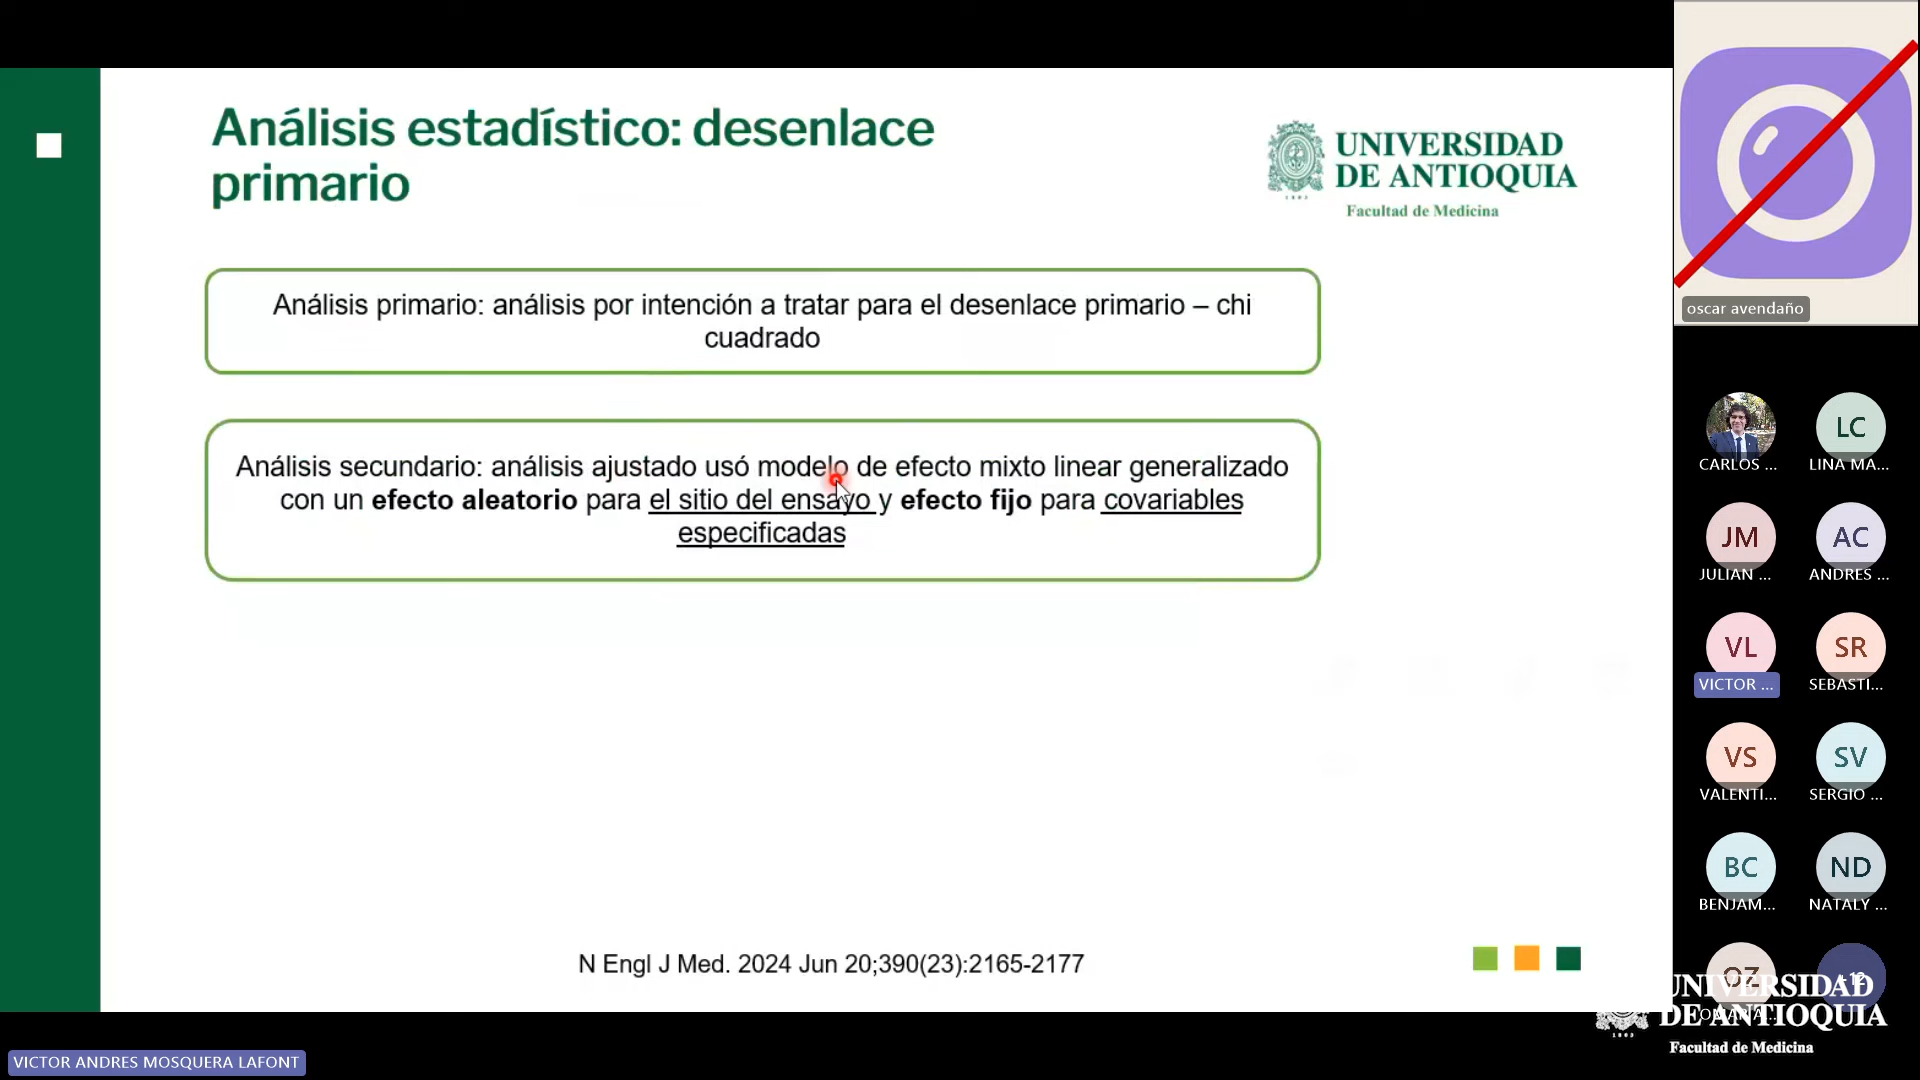 Análisis estadístico: desenlace
primario
UNIVERSIDAD
DE ANTIOQUIA
1803
Facultad de Medicina
Análisis primario: análisis por intención a tratar para el desenlace primario – chi
cuadrado
Análisis secundario: análisis ajustado usó modelo de efecto mixto linear generalizado
con un efecto aleatorio para el sitio del ensayo y efecto fijo para covariables
especificadas
N Engl J Med. 2024 Jun 20;390(23):2165-2177
oscar avendaño
CARLOS ...
LC
LINA MA...
JM
JULIAN ...
AC
ANDRES ...
VL
VICTOR ...
SR
SEBASTI...
VS
VALENTI...
SV
SERGIO ...
BC
BENJAM...
ND
NATALY ...
OZ
+12
UNIVERSIDAD
DE ANTIOQUIA
1803
Facultad de Medicina
VICTOR ANDRES MOSQUERA LAFONT